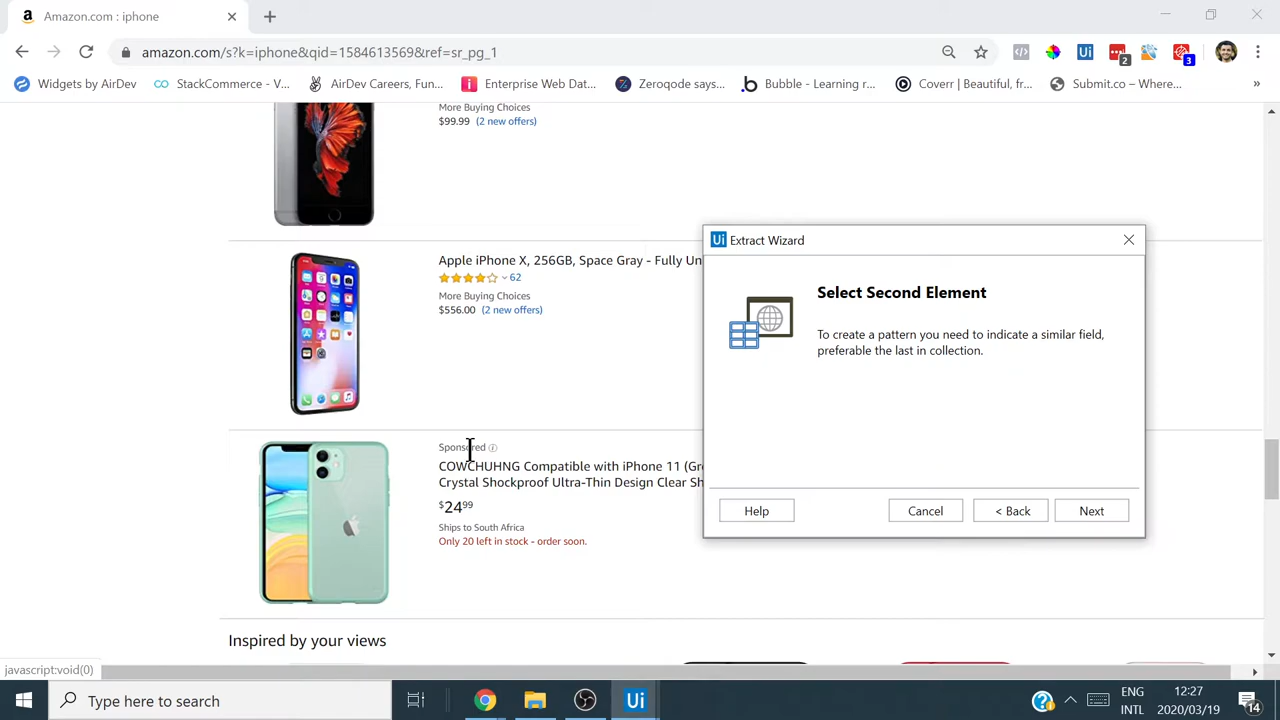 Amazon.com : iphone
amazon.com/s?k=iphone&qid=1584613569&ref=sr_pg_1
2
3
Widgets by AirDev
StackCommerce - V...
AirDev Careers, Fun...
Enterprise Web Dat...
Zeroqode says...
Bubble - Learning r...
Coverr | Beautiful, fr...
Submit.co – Where...
»
More Buying Choices
$99.99 (2 new offers)
Apple iPhone X, 256GB, Space Gray - Fully Un
62
More Buying Choices
$556.00 (2 new offers)
Ui Extract Wizard
Select Second Element
To create a pattern you need to indicate a similar field,
preferable the last in collection.
Help
Cancel
< Back
Next
Sponsored
COWCHUHNG Compatible with iPhone 11 (Gr
Crystal Shockproof Ultra-Thin Design Clear Sh
$24.99
Ships to South Africa
Only 20 left in stock - order soon.
Inspired by your views
javascript:void(0)
Type here to search
Ui
ENG
INTL
12:27
2020/03/19
14